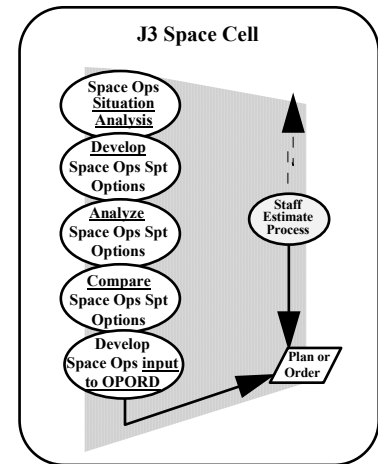 J3 Space Cell
Space Ops
Situation
Analysis
Develop
Space Ops Spt
Options
Analyze
Space Ops Spt
Options
Compare
Space Ops Spt
Options
Develop
Space Ops input
to OPORD
Staff
Estimate
Process
Plan or
Order